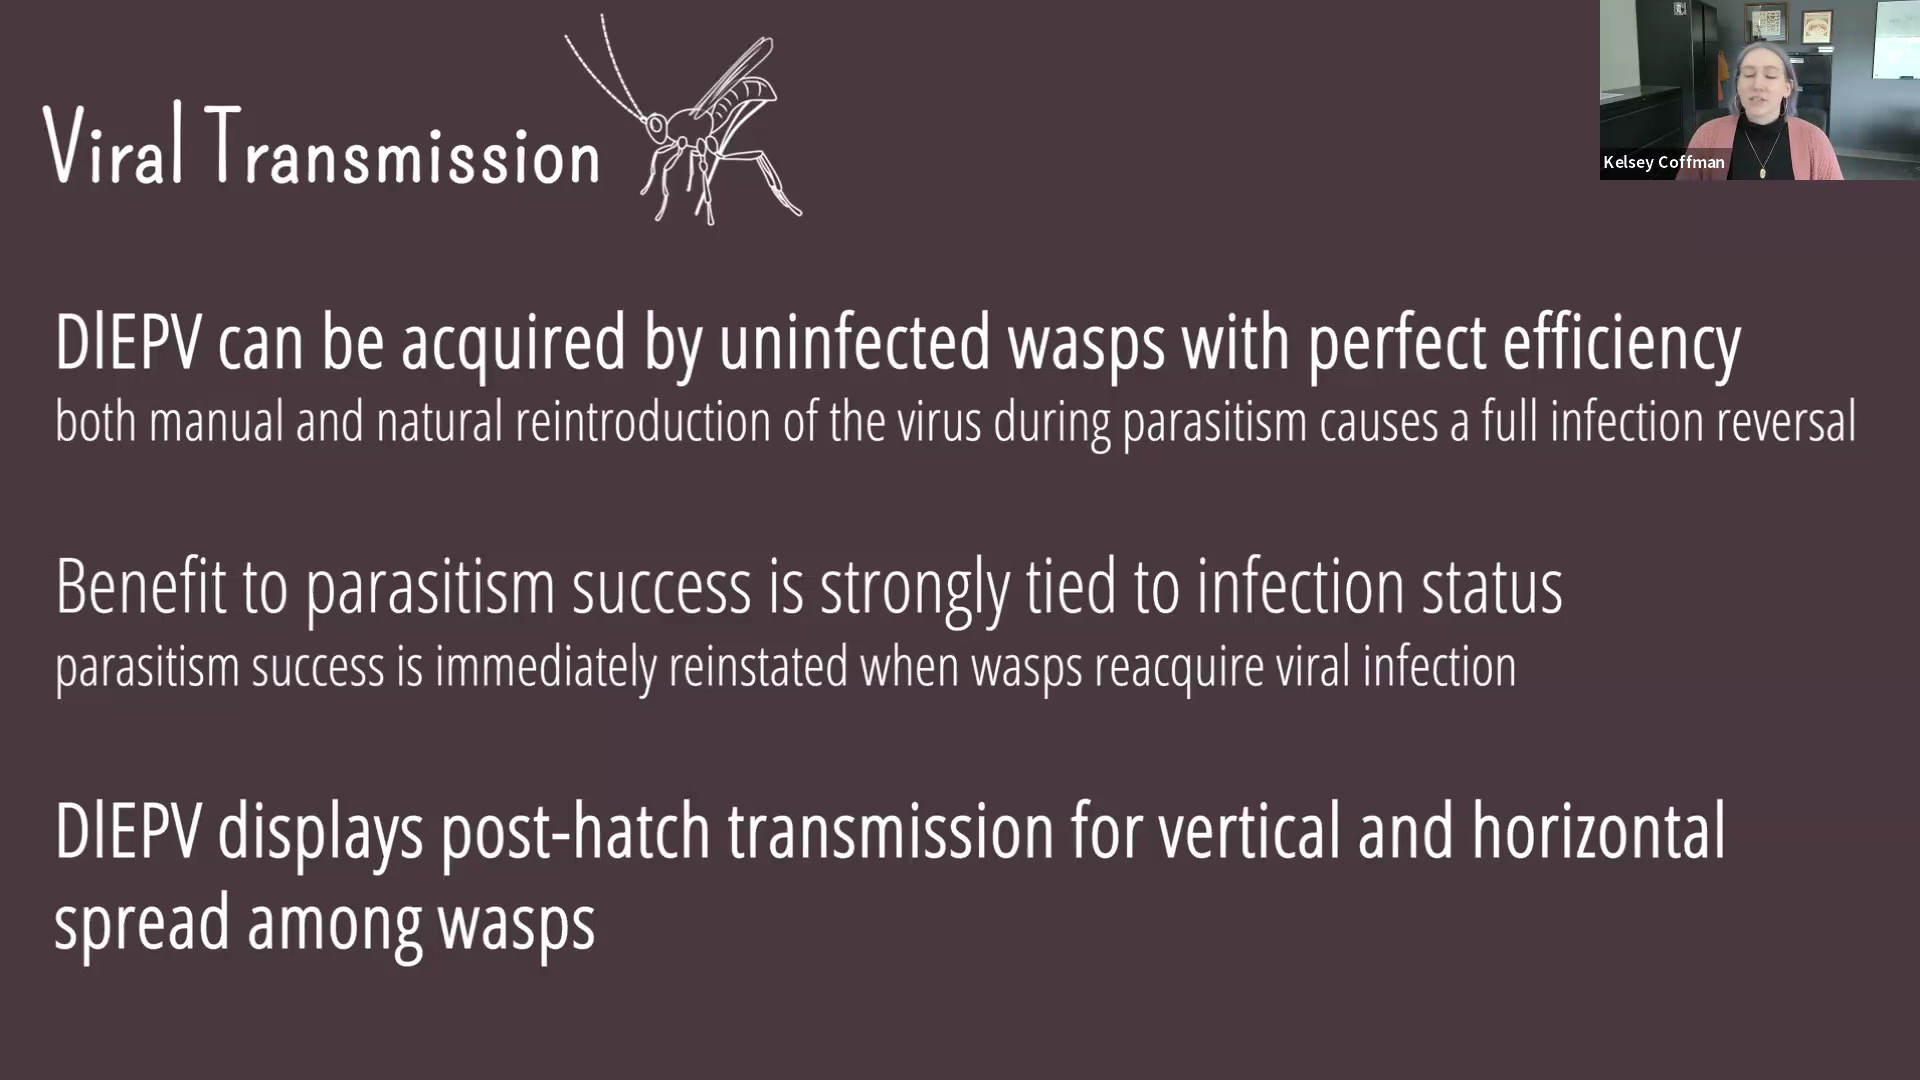 Viral Transmission
Kelsey Coffman
DlEPV can be acquired by uninfected wasps with perfect efficiency
both manual and natural reintroduction of the virus during parasitism causes a full infection reversal
Benefit to parasitism success is strongly tied to infection status
parasitism success is immediately reinstated when wasps reacquire viral infection
DlEPV displays post-hatch transmission for vertical and horizontal
spread among wasps